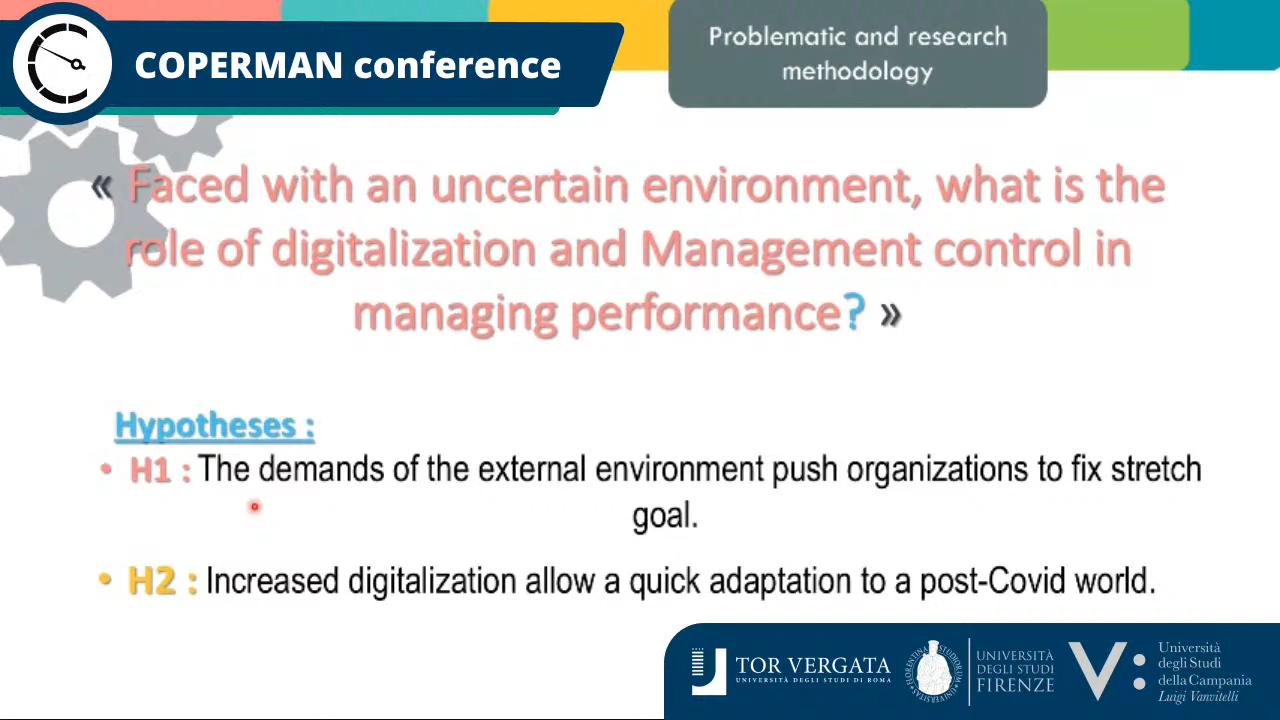 COPERMAN conference
Problematic and research
methodology
« Faced with an uncertain environment, what is the
role of digitalization and Management control in
managing performance? »
Hypotheses :
• H1 : The demands of the external environment push organizations to fix stretch
goal.
• H2 : Increased digitalization allow a quick adaptation to a post-Covid world.
TOR VERGATA
UNIVERSITÀ DEGLI STUDI DI ROMA
FLORENTINA STUDIORUM UNIVERSITAS
UNIVERSITÀ
DEGLI STUDI
FIRENZE
V:
Università
degli Studi
della Campania
Luigi Vanvitelli